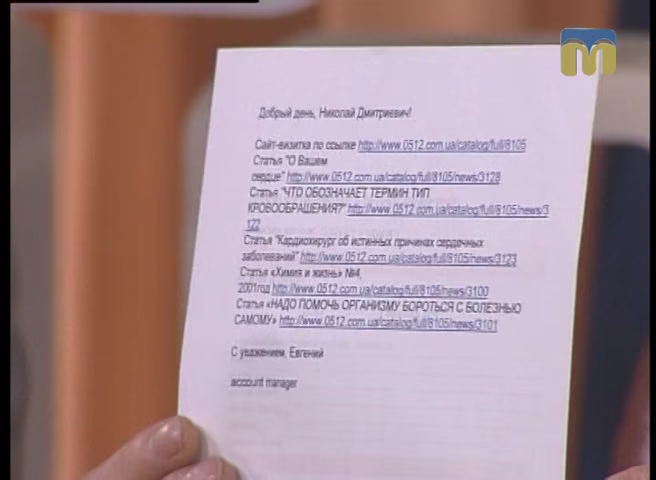 Добрый день, Николай Дмитриевич!
Сайт-визитка по ссылке http://www.0512.com.ua/catalog/full/8105
Статья "О Вашем
сердце" http://www.0512.com.ua/catalog/full/8105/news/3128
Статья "ЧТО ОБОЗНАЧАЕТ ТЕРМИН ТИП
КРОВООБРАЩЕНИЯ?" http://www.0512.com.ua/catalog/full/8105/news/3
122
Статья "Кардиохирург об истинных причинах сердечных
заболеваний" http://www.0512.com.ua/catalog/full/8105/news/3123
Статья «Химия и жизнь» №4,
2001год http://www.0512.com.ua/catalog/full/8105/news/3100
Статья «НАДО ПОМОЧЬ ОРГАНИЗМУ БОРОТЬСЯ С БОЛЕЗНЬЮ
САМОМУ» http://www.0512.com.ua/catalog/full/8105/news/3101
С уважением, Евгений
account manager